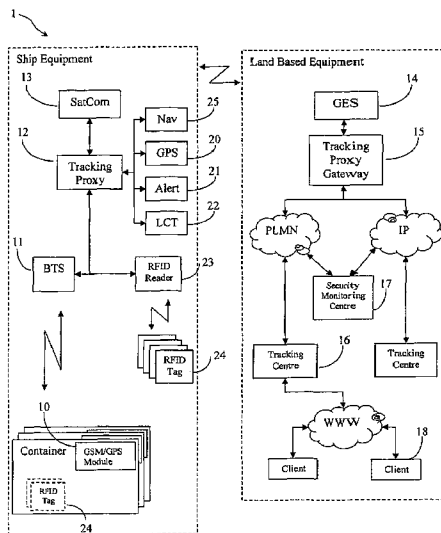 1
Ship Equipment
13
SatCom
12
Tracking
Proxy
25
Nav
20
GPS
21
Alert
22
LCT
11
BTS
23
RFID
Reader
24
RFID
Tag
10
Container
GSM/GPS
Module
RFID
Tag
24
Land Based Equipment
14
GES
15
Tracking
Proxy
Gateway
PLMN
IP
Security
Monitoring
Centre
17
16
Tracking
Centre
Tracking
Centre
WWW
18
Client
Client